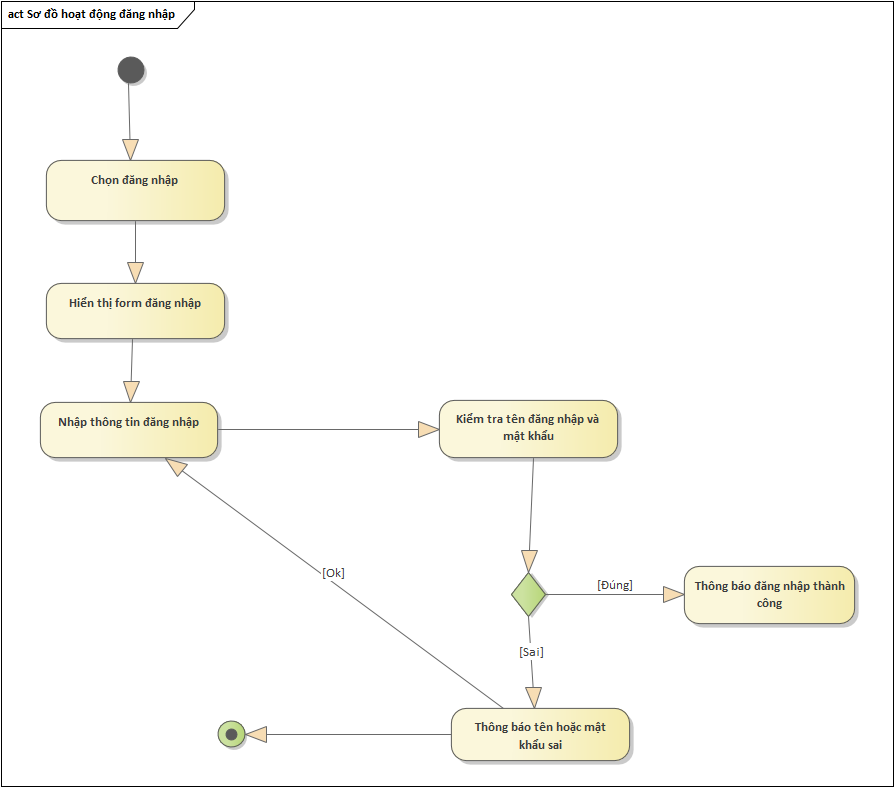 act Sơ đồ hoạt động đăng nhập
Chọn đăng nhập
Hiển thị form đăng nhập
Nhập thông tin đăng nhập
Kiểm tra tên đăng nhập và
mật khẩu
[Ok]
[Đúng]
Thông báo đăng nhập thành
công
[Sai]
Thông báo tên hoặc mật
khẩu sai